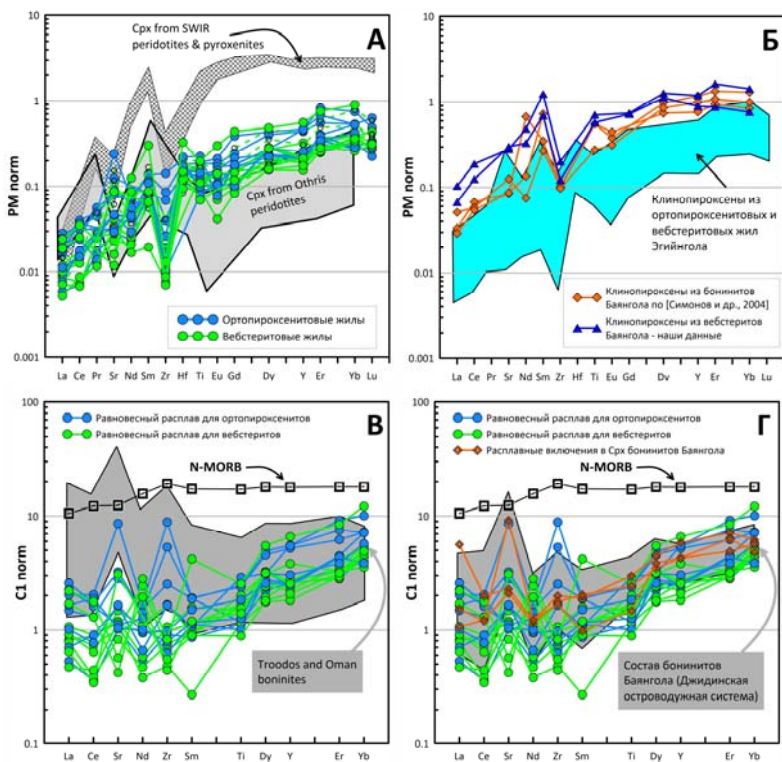 А
Cpx from SWIR
peridotites & pyroxenites
PM norm
10
1
0.1
0.01
0.001
Cpx from Othris
peridotites
Ортопироксенитовые жилы
Вебстеритовые жилы
La Ce Pr Sr Nd Sm Zr Hf Ti Eu Gd Dy Y Er Yb Lu
Б
PM norm
10
1
0.1
0.01
0.001
Клинопироксены из
ортопироксенитовых и
вебстеритовых жил
Эгийнгола
Клинопироксены из бонинитов
Баянгола по [Симонов и др., 2004]
Клинопироксены из вебстеритов
Баянгола - наши данные
La Ce Pr Sr Nd Sm Zr Hf Ti Eu Gd Dy Y Er Yb Lu
В
C1 norm
100
10
1
0.1
Равновесный расплав для ортопироксенитов
Равновесный расплав для вебстеритов
N-MORB
Troodos and Oman
boninites
La Ce Sr Nd Zr Sm Ti Dy Y Er Yb
Г
C1 norm
100
10
1
0.1
Равновесный расплав для ортопироксенитов
Равновесный расплав для вебстеритов
Расплавные включения в Cpx бонинитов Баянгола
N-MORB
Состав бонинитов
Баянгола (Джидинская
островодужная система)
La Ce Sr Nd Zr Sm Ti Dy Y Er Yb